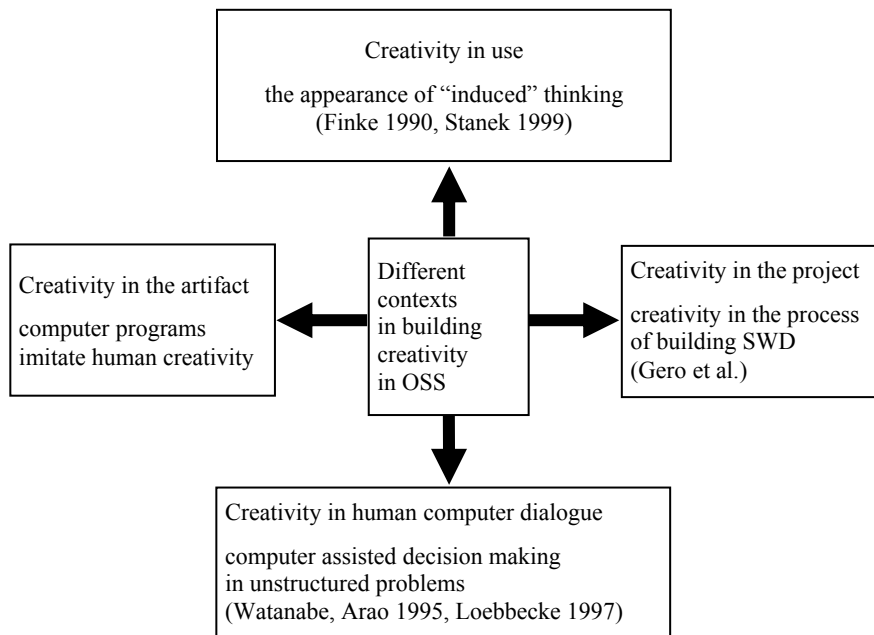 Creativity in use
the appearance of “induced” thinking
(Finke 1990, Stanek 1999)
Creativity in the artifact
computer programs
imitate human creativity
Different
contexts
in building
creativity
in OSS
Creativity in the project
creativity in the process
of building SWD
(Gero et al.)
Creativity in human computer dialogue
computer assisted decision making
in unstructured problems
(Watanabe, Arao 1995, Loebbecke 1997)